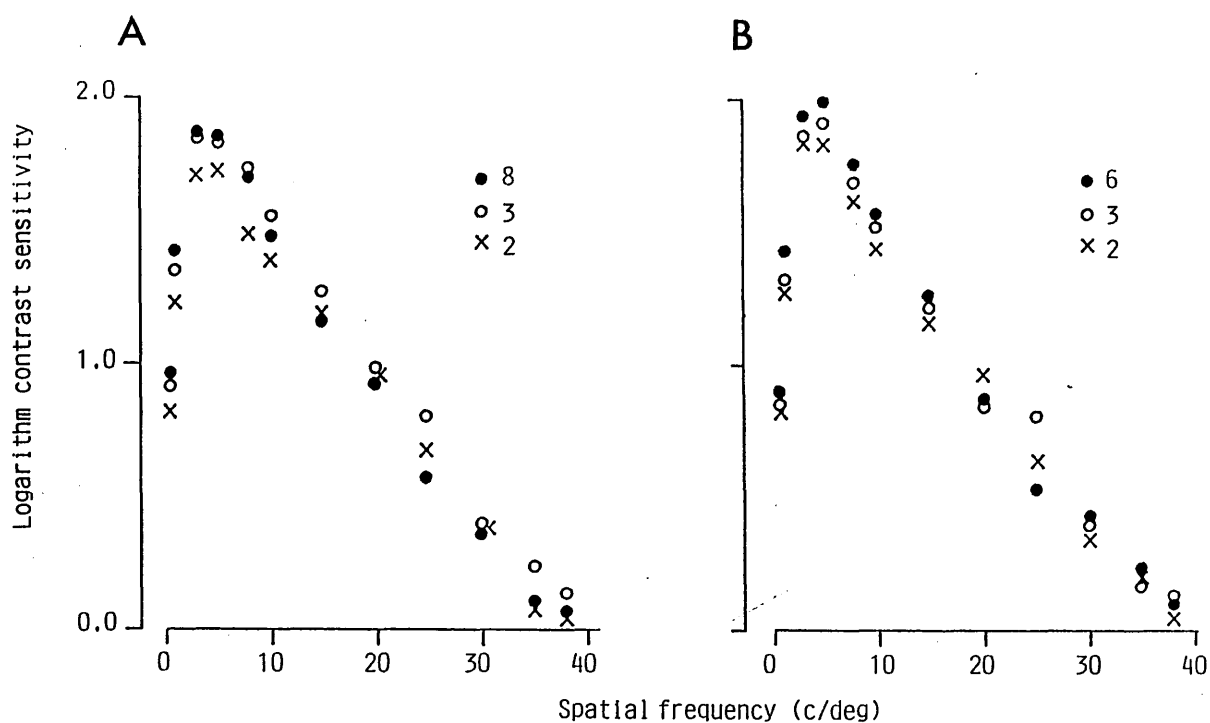 A
B
Logarithm contrast sensitivity
2.0
1.0
0.0
● 8
○ 3
× 2
● 6
○ 3
× 2
0 10 20 30 40
0 10 20 30 40
Spatial frequency (c/deg)